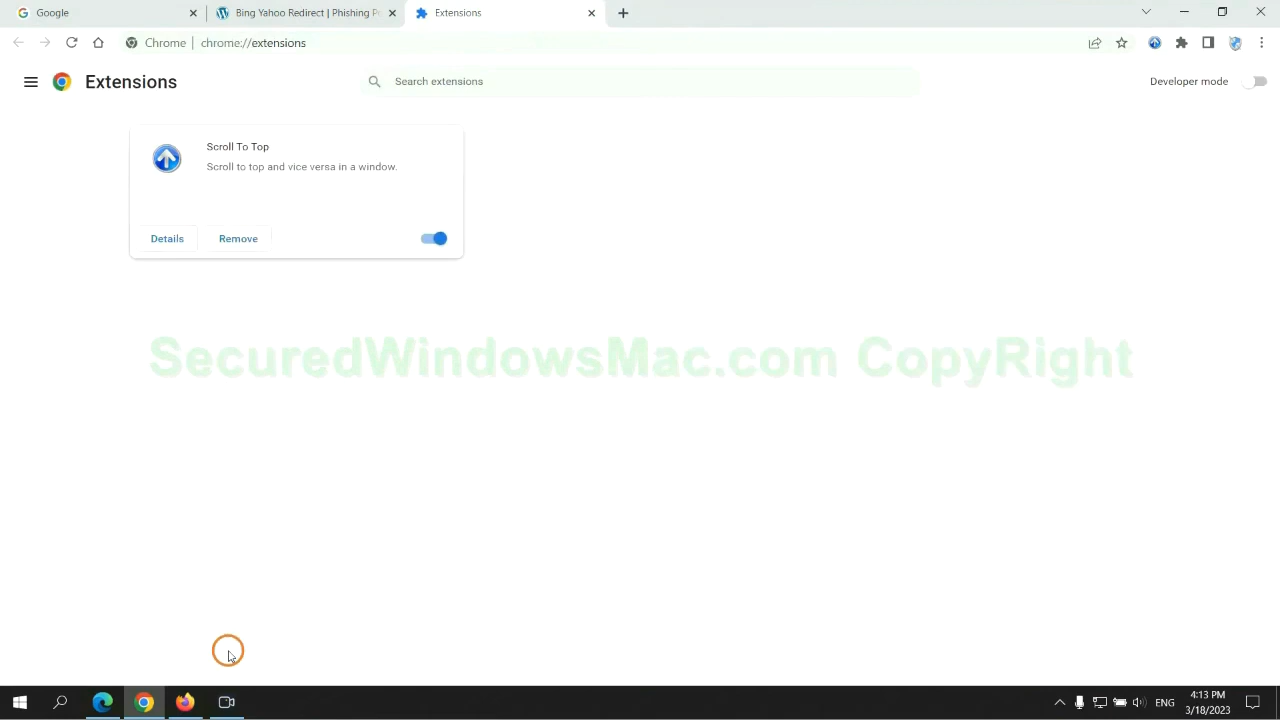 Google
Bing Yahoo Redirect | Phishing P
Extensions
Chrome | chrome://extensions
Extensions
Search extensions
Developer mode
Scroll To Top
Scroll to top and vice versa in a window.
Details
Remove
SecuredWindowsMac.com CopyRight
ENG
4:13 PM
3/18/2023